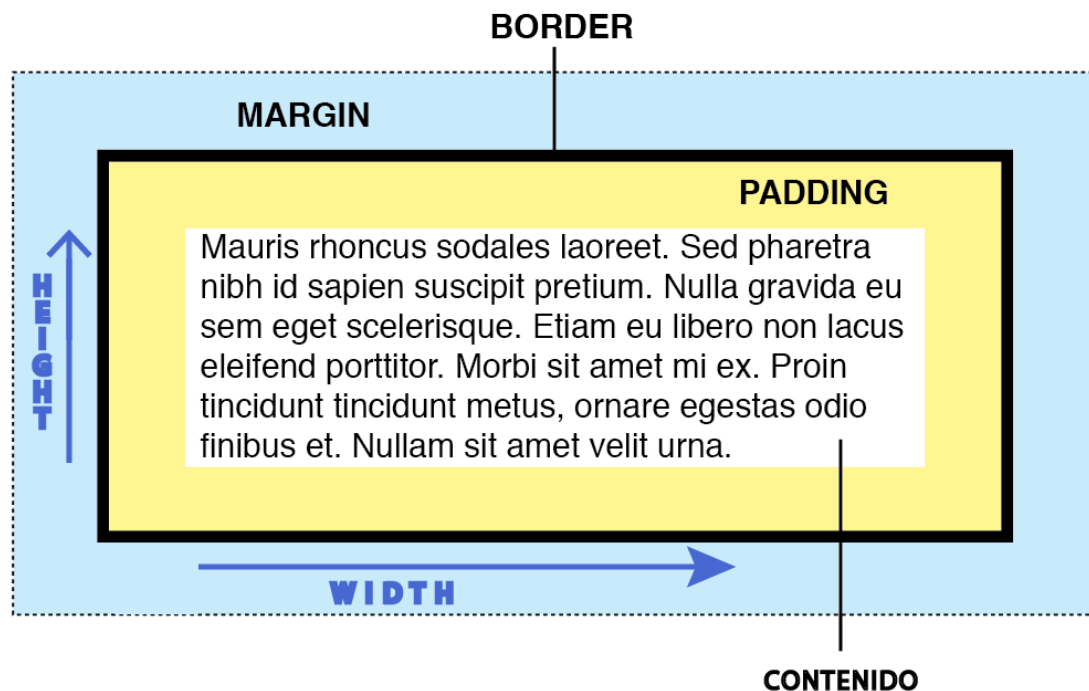 BORDER
MARGIN
PADDING
Mauris rhoncus sodales laoreet. Sed pharetra
nibh id sapien suscipit pretium. Nulla gravida eu
sem eget scelerisque. Etiam eu libero non lacus
eleifend porttitor. Morbi sit amet mi ex. Proin
tincidunt tincidunt metus, ornare egestas odio
finibus et. Nullam sit amet velit urna.
HEIGHT
WIDTH
CONTENIDO